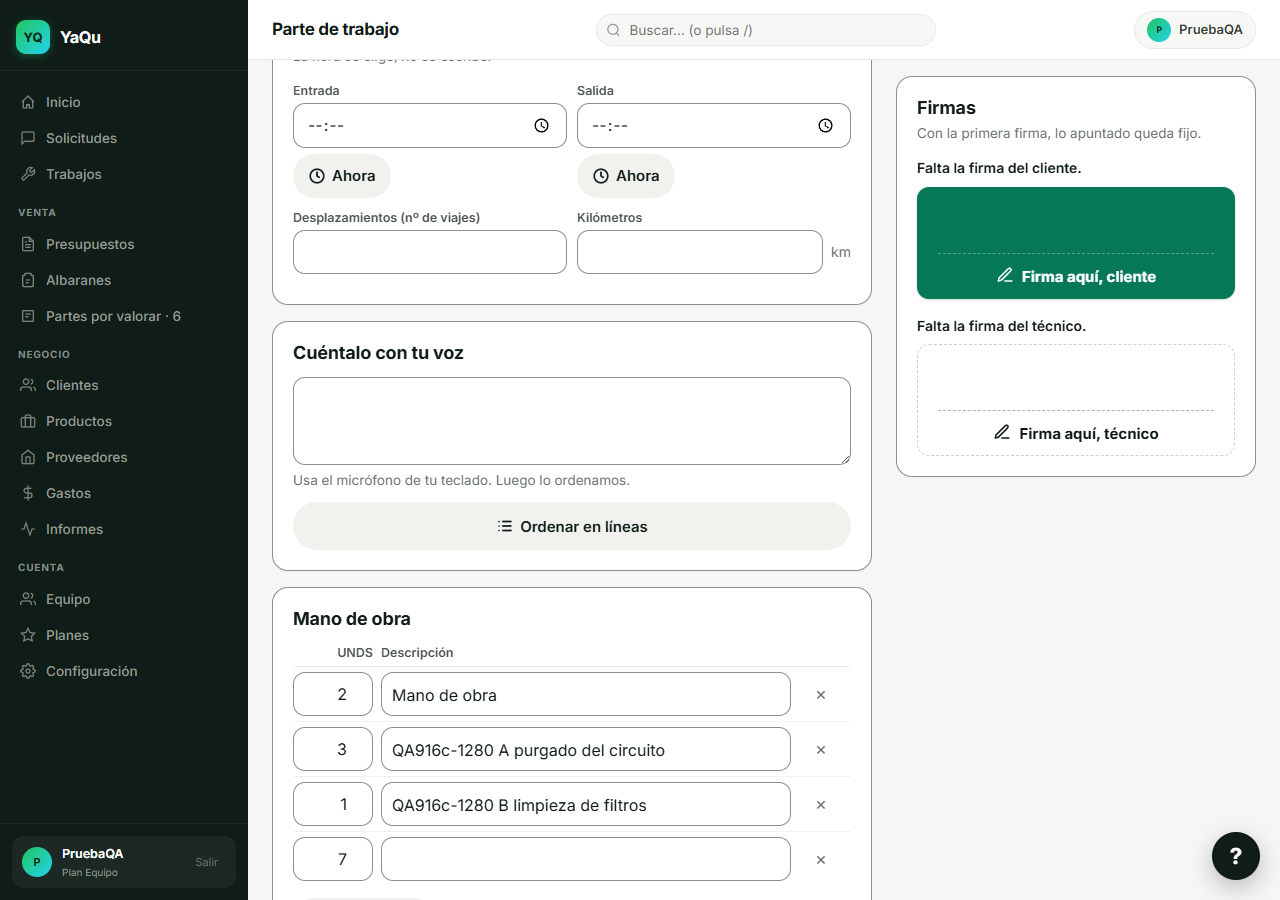 YQ YaQu
Inicio
Solicitudes
Trabajos
VENTA
Presupuestos
Albaranes
Partes por valorar · 6
NEGOCIO
Clientes
Productos
Proveedores
Gastos
Informes
CUENTA
Equipo
Planes
Configuración
P PruebaQA
Plan Equipo
Salir
Parte de trabajo
Buscar... (o pulsa /)
P PruebaQA
Entrada Salida
--:-- --:--
Ahora Ahora
Desplazamientos (nº de viajes) Kilómetros
km
Cuéntalo con tu voz
Usa el micrófono de tu teclado. Luego lo ordenamos.
Ordenar en líneas
Mano de obra
UNDS Descripción
2 Mano de obra ×
3 QA916c-1280 A purgado del circuito ×
1 QA916c-1280 B limpieza de filtros ×
7 ×
Firmas
Con la primera firma, lo apuntado queda fijo.
Falta la firma del cliente.
Firma aquí, cliente
Falta la firma del técnico.
Firma aquí, técnico
?